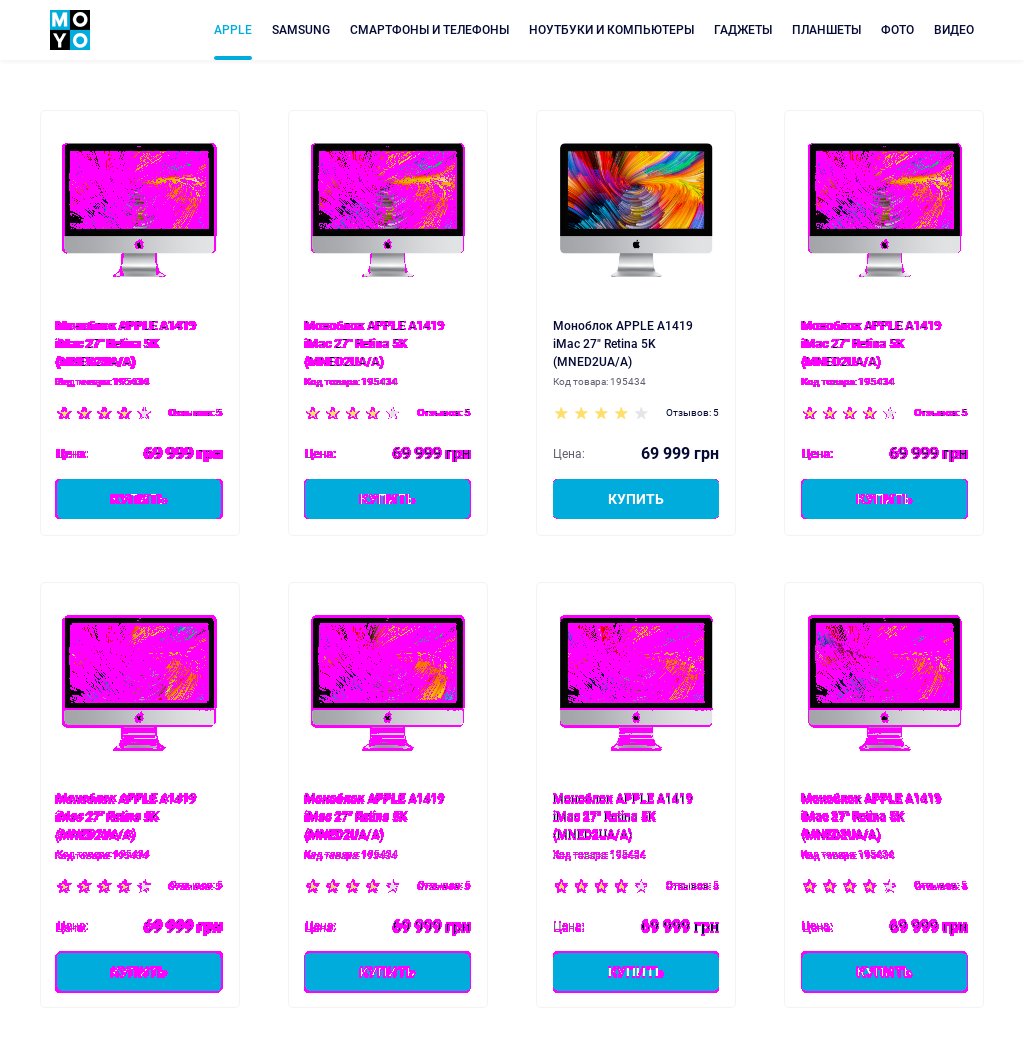 MOYO
APPLE SAMSUNG СМАРТФОНЫ И ТЕЛЕФОНЫ НОУТБУКИ И КОМПЬЮТЕРЫ ГАДЖЕТЫ ПЛАНШЕТЫ ФОТО ВИДЕО
Моноблок APPLE A1419
iMac 27" Retina 5K
(MNED2UA/A)
Код товара: 195434
Отзывов: 5
Цена: 69 999 грн
КУПИТЬ
Моноблок APPLE A1419
iMac 27" Retina 5K
(MNED2UA/A)
Код товара: 195434
Отзывов: 5
Цена: 69 999 грн
КУПИТЬ
Моноблок APPLE A1419
iMac 27" Retina 5K
(MNED2UA/A)
Код товара: 195434
Отзывов: 5
Цена: 69 999 грн
КУПИТЬ
Моноблок APPLE A1419
iMac 27" Retina 5K
(MNED2UA/A)
Код товара: 195434
Отзывов: 5
Цена: 69 999 грн
КУПИТЬ
Моноблок APPLE A1419
iMac 27" Retina 5K
(MNED2UA/A)
Код товара: 195434
Отзывов: 5
Цена: 69 999 грн
КУПИТЬ
Моноблок APPLE A1419
iMac 27" Retina 5K
(MNED2UA/A)
Код товара: 195434
Отзывов: 5
Цена: 69 999 грн
КУПИТЬ
Моноблок APPLE A1419
iMac 27" Retina 5K
(MNED2UA/A)
Код товара: 195434
Отзывов: 5
Цена: 69 999 грн
КУПИТЬ
Моноблок APPLE A1419
iMac 27" Retina 5K
(MNED2UA/A)
Код товара: 195434
Отзывов: 5
Цена: 69 999 грн
КУПИТЬ